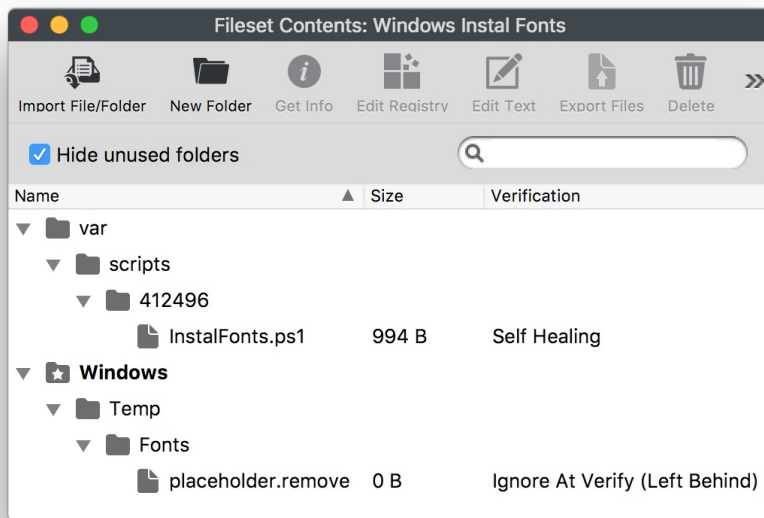 Fileset Contents: Windows Instal Fonts
Import File/Folder New Folder Get Info Edit Registry Edit Text Export Files Delete
Hide unused folders
Name Size Verification
var
scripts
412496
InstalFonts.ps1 994 B Self Healing
Windows
Temp
Fonts
placeholder.remove 0 B Ignore At Verify (Left Behind)